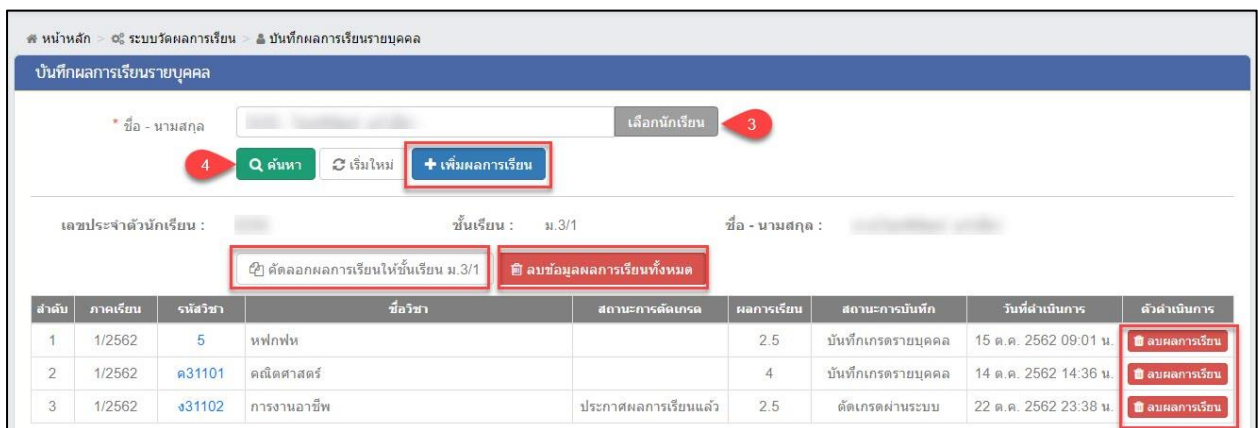 หน้าหลัก > ระบบวัดผลการเรียน > บันทึกผลการเรียนรายบุคคล
บันทึกผลการเรียนรายบุคคล
* ชื่อ - นามสกุล เลือกนักเรียน 3
4 ค้นหา เริ่มใหม่ + เพิ่มผลการเรียน
เลขประจำตัวนักเรียน : ชั้นเรียน : ม.3/1 ชื่อ - นามสกุล :
คัดลอกผลการเรียนให้ชั้นเรียน ม.3/1 ลบข้อมูลผลการเรียนทั้งหมด
ลำดับ ภาคเรียน รหัสวิชา ชื่อวิชา สถานะการตัดเกรด ผลการเรียน สถานะการบันทึก วันที่ดำเนินการ ตัวดำเนินการ
1 1/2562 5 หฟกฟห 2.5 บันทึกเกรดรายบุคคล 15 ต.ค. 2562 09:01 น. ลบผลการเรียน
2 1/2562 ค31101 คณิตศาสตร์ 4 บันทึกเกรดรายบุคคล 14 ต.ค. 2562 14:36 น. ลบผลการเรียน
3 1/2562 ง31102 การงานอาชีพ ประกาศผลการเรียนแล้ว 2.5 ตัดเกรดผ่านระบบ 22 ต.ค. 2562 23:38 น. ลบผลการเรียน